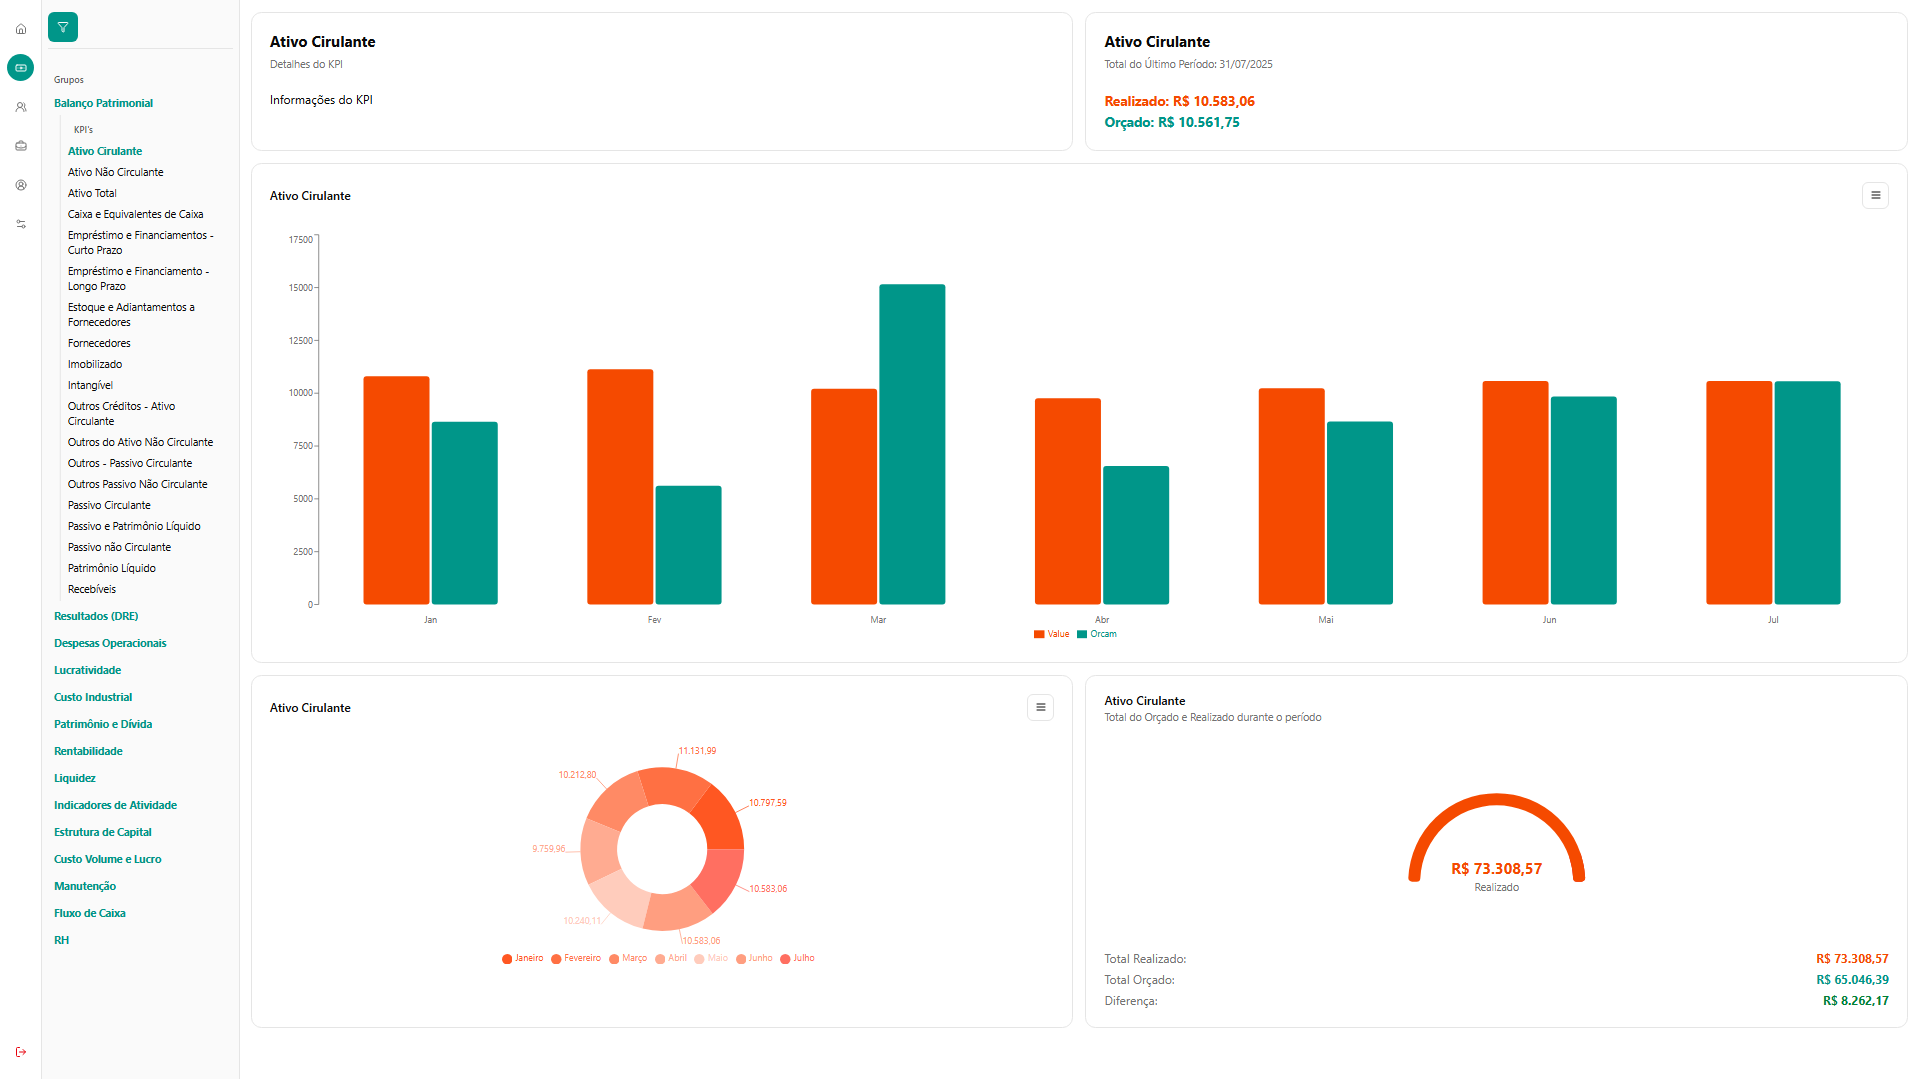 Grupos
Balanço Patrimonial
KPI's
Ativo Cirulante
Ativo Não Circulante
Ativo Total
Caixa e Equivalentes de Caixa
Empréstimo e Financiamentos -
Curto Prazo
Empréstimo e Financiamento -
Longo Prazo
Estoque e Adiantamentos a
Fornecedores
Fornecedores
Imobilizado
Intangível
Outros Créditos - Ativo
Circulante
Outros do Ativo Não Circulante
Outros - Passivo Circulante
Outros Passivo Não Circulante
Passivo Circulante
Passivo e Patrimônio Líquido
Passivo não Circulante
Patrimônio Líquido
Recebíveis
Resultados (DRE)
Despesas Operacionais
Lucratividade
Custo Industrial
Patrimônio e Dívida
Rentabilidade
Liquidez
Indicadores de Atividade
Estrutura de Capital
Custo Volume e Lucro
Manutenção
Fluxo de Caixa
RH
Ativo Cirulante
Detalhes do KPI
Informações do KPI
Ativo Cirulante
Total do Último Período: 31/07/2025
Realizado: R$ 10.583,06
Orçado: R$ 10.561,75
Ativo Cirulante
17500
15000
12500
10000
7500
5000
2500
0
Jan Fev Mar Abr Mai Jun Jul
Value Orcam
Ativo Cirulante
11.131,99
10.212,80
10.797,59
9.759,96
10.583,06
10.240,11
10.583,06
Janeiro Fevereiro Março Abril Maio Junho Julho
Ativo Cirulante
Total do Orçado e Realizado durante o período
R$ 73.308,57
Realizado
Total Realizado: R$ 73.308,57
Total Orçado: R$ 65.046,39
Diferença: R$ 8.262,17